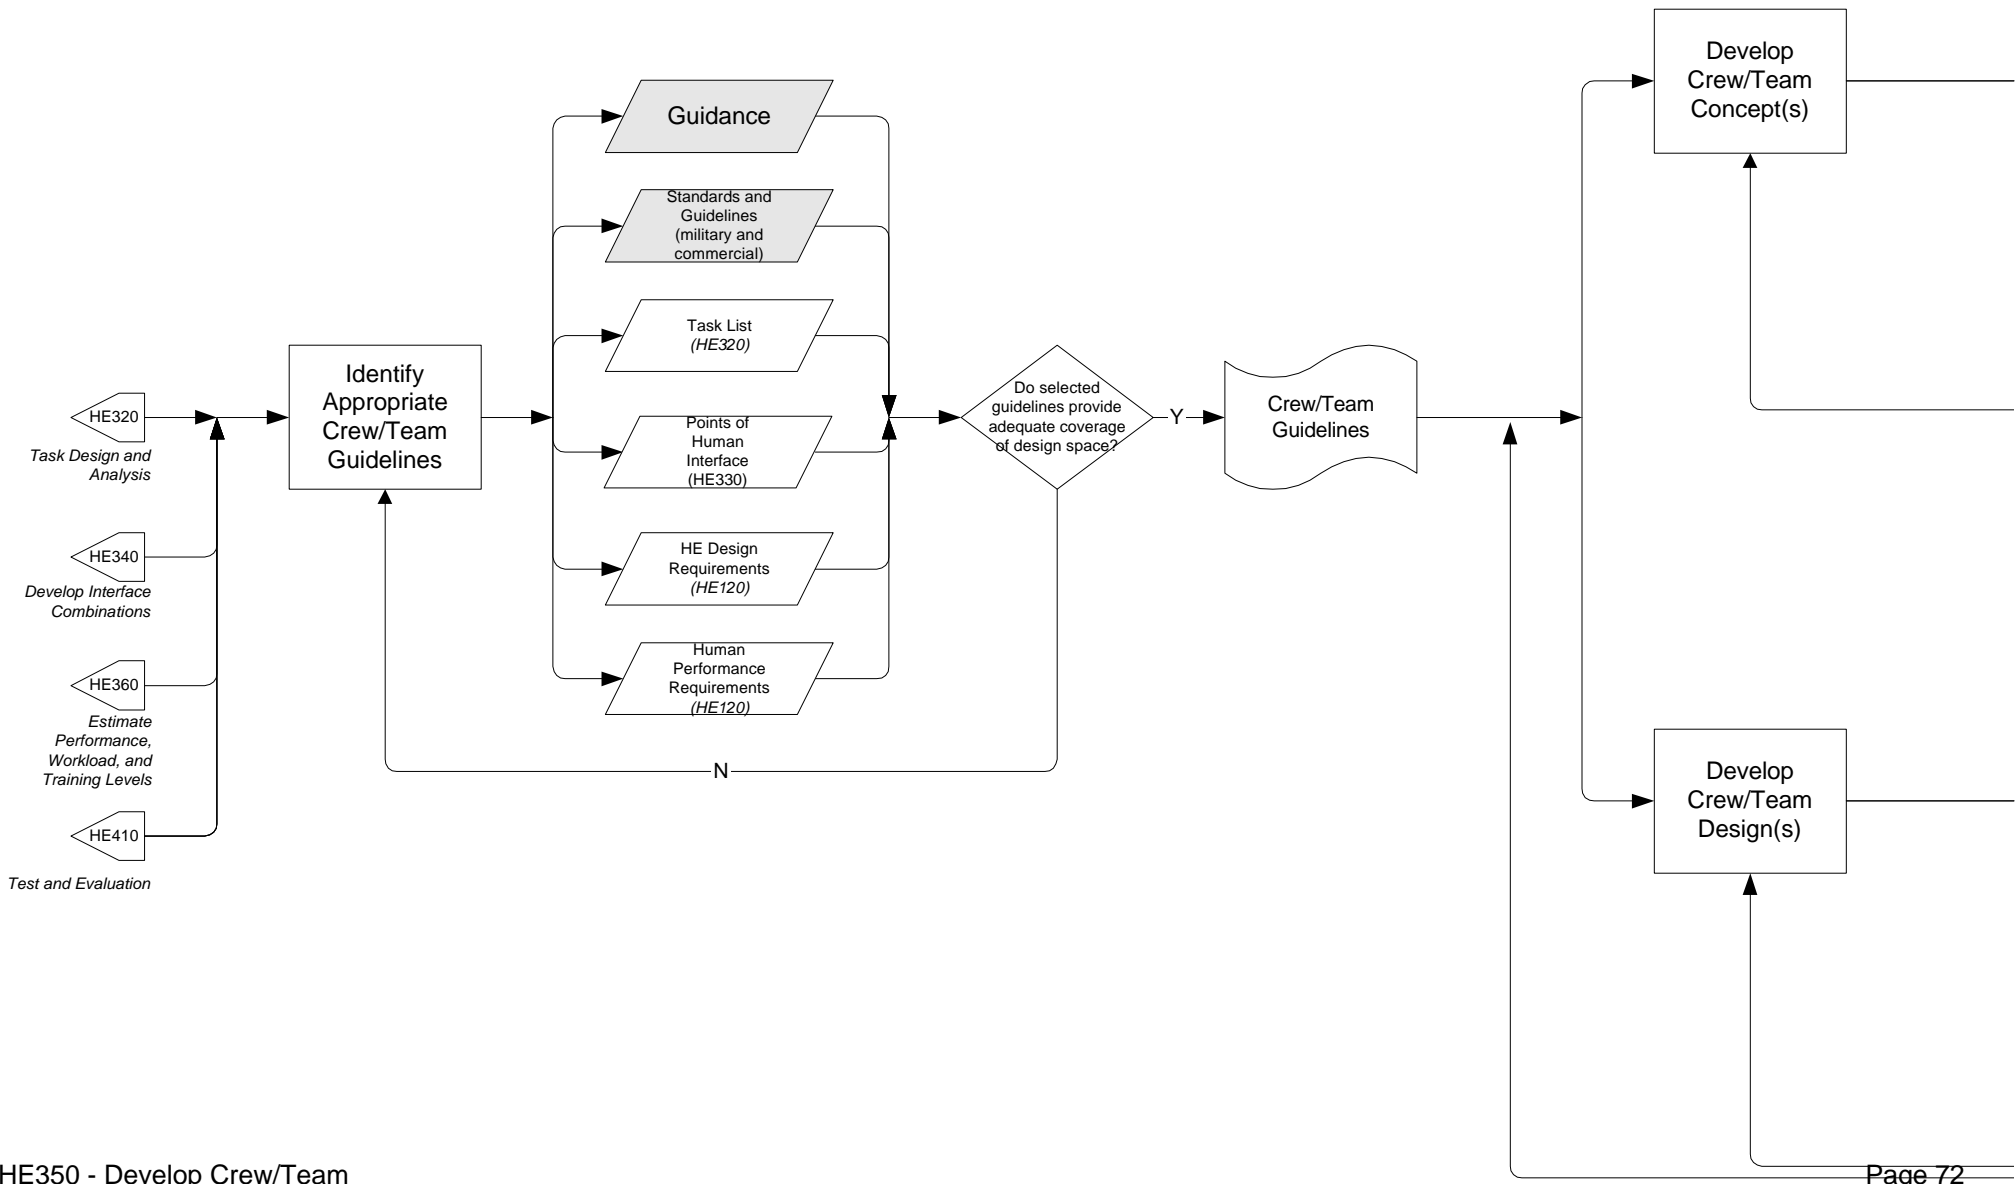 HE320
Task Design and
Analysis
HE340
Develop Interface
Combinations
HE360
Estimate
Performance,
Workload, and
Training Levels
HE410
Test and Evaluation
Identify
Appropriate
Crew/Team
Guidelines
Guidance
Standards and
Guidelines
(military and
commercial)
Task List
(HE320)
Points of
Human
Interface
(HE330)
HE Design
Requirements
(HE120)
Human
Performance
Requirements
(HE120)
Do selected
guidelines provide
adequate coverage
of design space?
Y
N
Crew/Team
Guidelines
Develop
Crew/Team
Concept(s)
Develop
Crew/Team
Design(s)
HE350 - Develop Crew/Team
Page 72